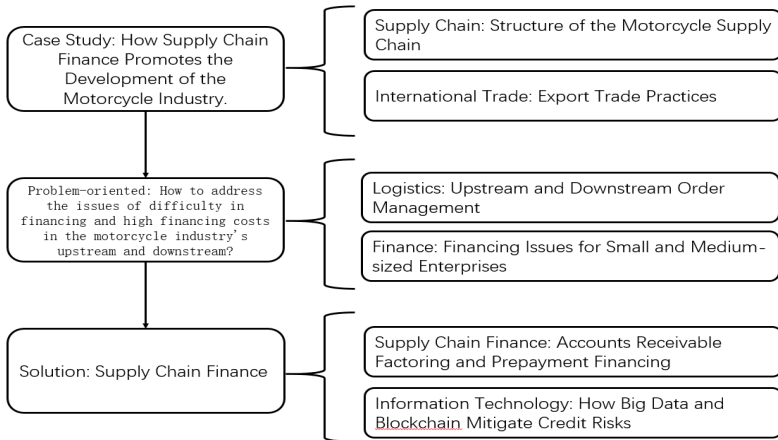 Case Study: How Supply Chain
Finance Promotes the
Development of the
Motorcycle Industry.
Supply Chain: Structure of the Motorcycle Supply
Chain
International Trade: Export Trade Practices
Problem-oriented: How to address
the issues of difficulty in
financing and high financing costs
in the motorcycle industry's
upstream and downstream?
Logistics: Upstream and Downstream Order
Management
Finance: Financing Issues for Small and Medium-
sized Enterprises
Solution: Supply Chain Finance
Supply Chain Finance: Accounts Receivable
Factoring and Prepayment Financing
Information Technology: How Big Data and
Blockchain Mitigate Credit Risks